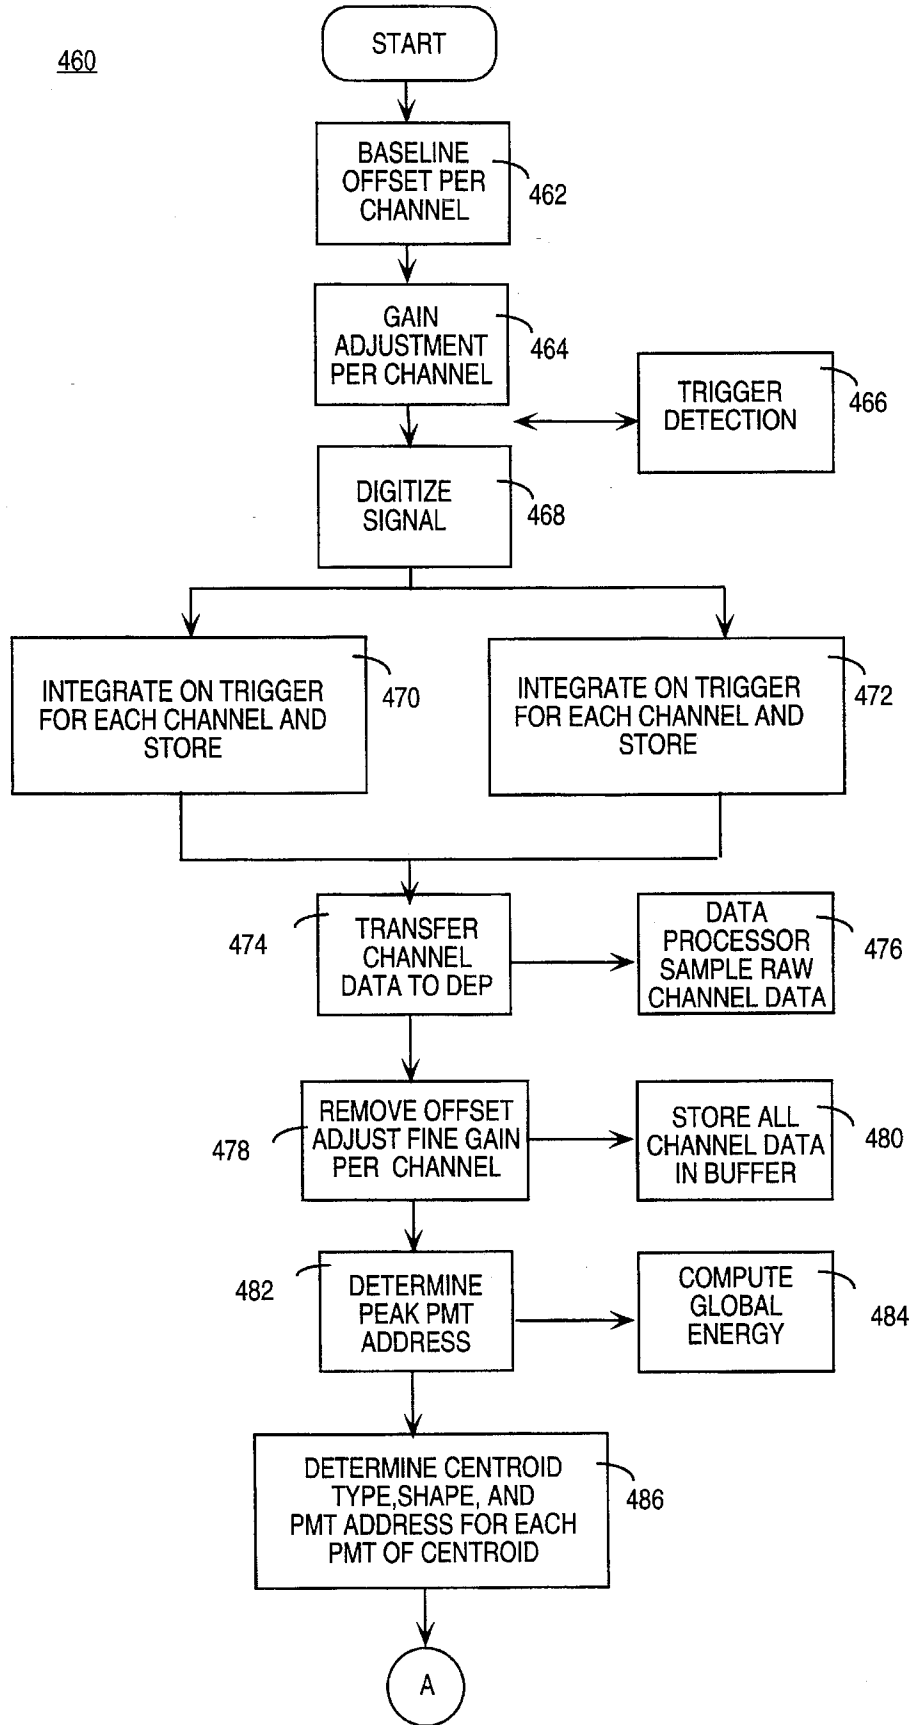 START
460
BASELINE
OFFSET PER
CHANNEL
462
GAIN
ADJUSTMENT
PER CHANNEL
464
TRIGGER
DETECTION
466
DIGITIZE
SIGNAL
468
INTEGRATE ON TRIGGER
FOR EACH CHANNEL AND
STORE
470
INTEGRATE ON TRIGGER
FOR EACH CHANNEL AND
STORE
472
474
TRANSFER
CHANNEL
DATA TO DEP
DATA
PROCESSOR
SAMPLE RAW
CHANNEL DATA
476
478
REMOVE OFFSET
ADJUST FINE GAIN
PER CHANNEL
STORE ALL
CHANNEL DATA
IN BUFFER
480
482
DETERMINE
PEAK PMT
ADDRESS
COMPUTE
GLOBAL
ENERGY
484
DETERMINE CENTROID
TYPE,SHAPE, AND
PMT ADDRESS FOR EACH
PMT OF CENTROID
486
A